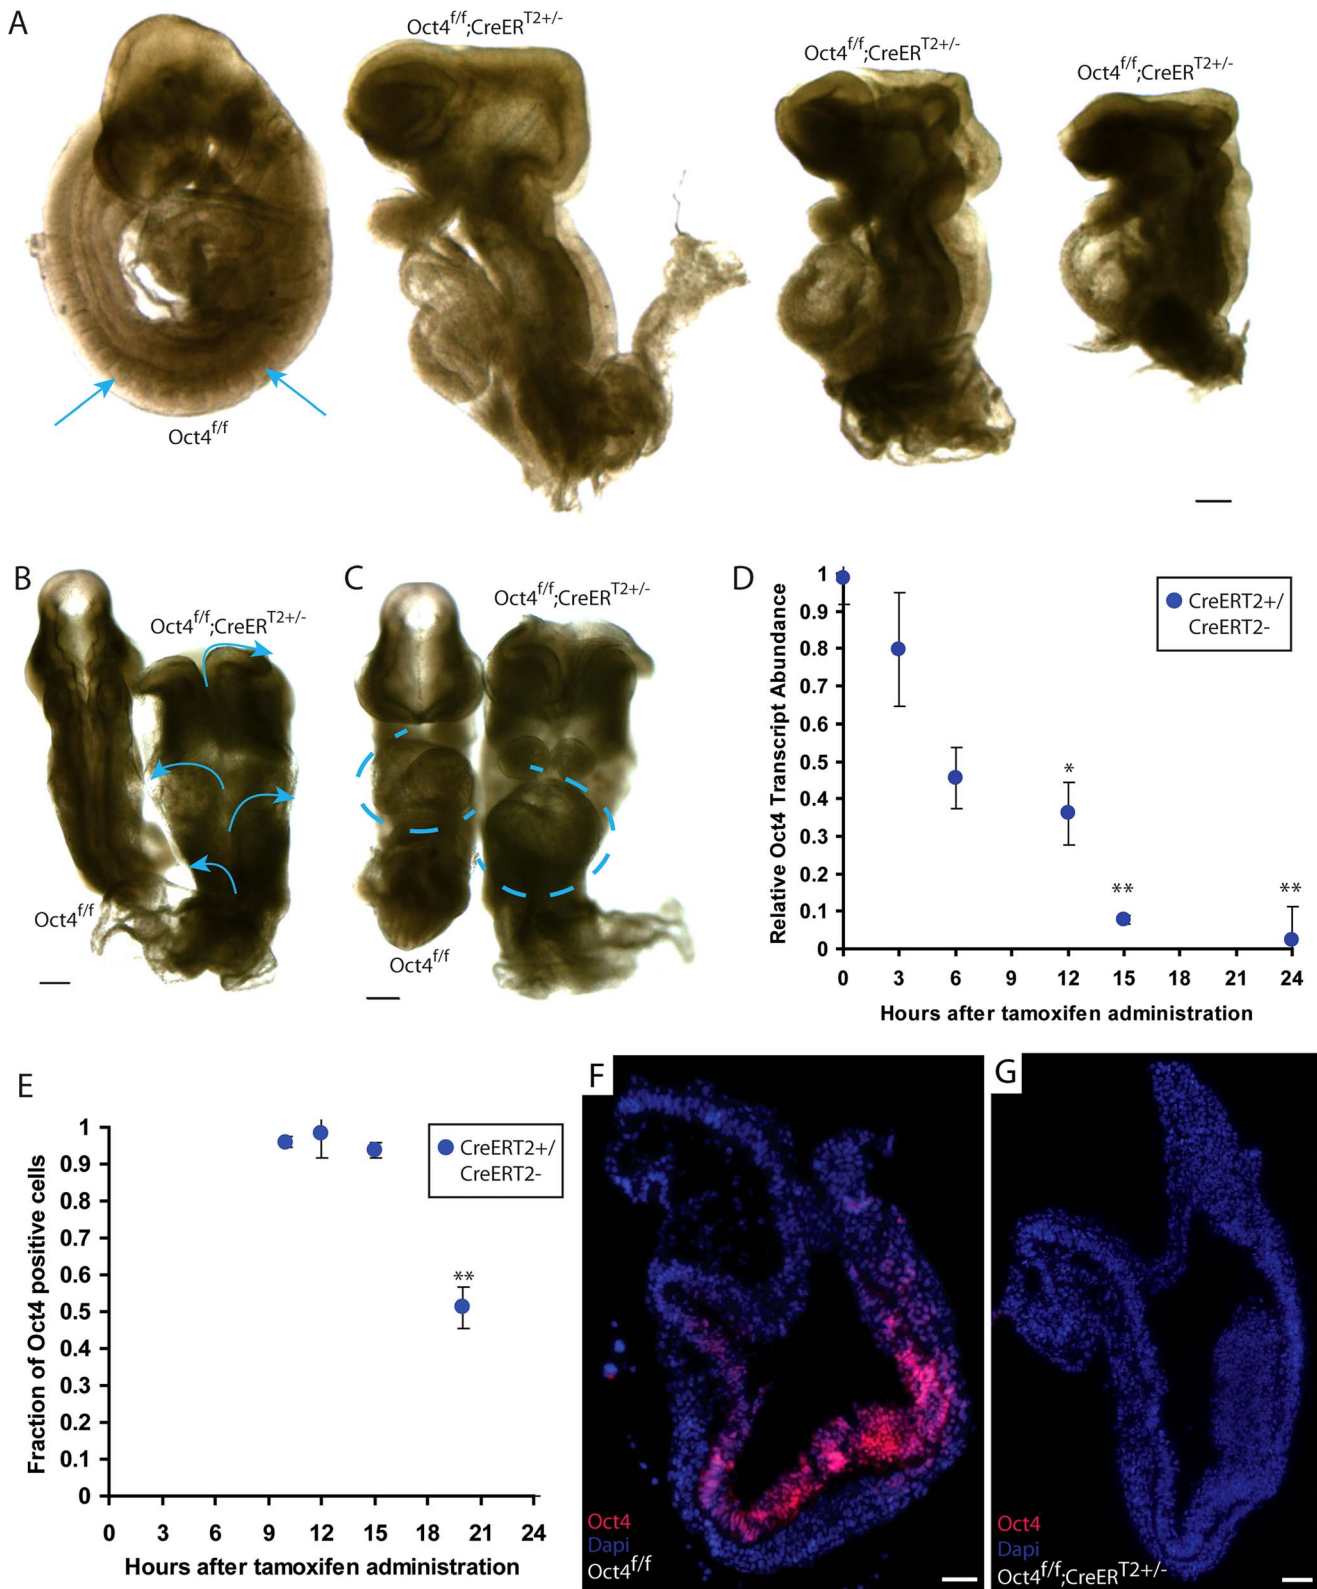 A
Oct4f/f;CreERT2+/-
Oct4f/f;CreERT2+/-
Oct4f/f;CreERT2+/-
Oct4f/f
B
Oct4f/f;CreERT2+/-
Oct4f/f
C
Oct4f/f;CreERT2+/-
Oct4f/f
D
Relative Oct4 Transcript Abundance
1
0.9
0.8
0.7
0.6
0.5
0.4
0.3
0.2
0.1
0
CreERT2+/
CreERT2-
*
**
**
0 3 6 9 12 15 18 21 24
Hours after tamoxifen administration
E
Fraction of Oct4 positive cells
1
0.9
0.8
0.7
0.6
0.5
0.4
0.3
0.2
0.1
0
CreERT2+/
CreERT2-
**
0 3 6 9 12 15 18 21 24
Hours after tamoxifen administration
F
Oct4
Dapi
Oct4f/f
G
Oct4
Dapi
Oct4f/f;CreERT2+/-